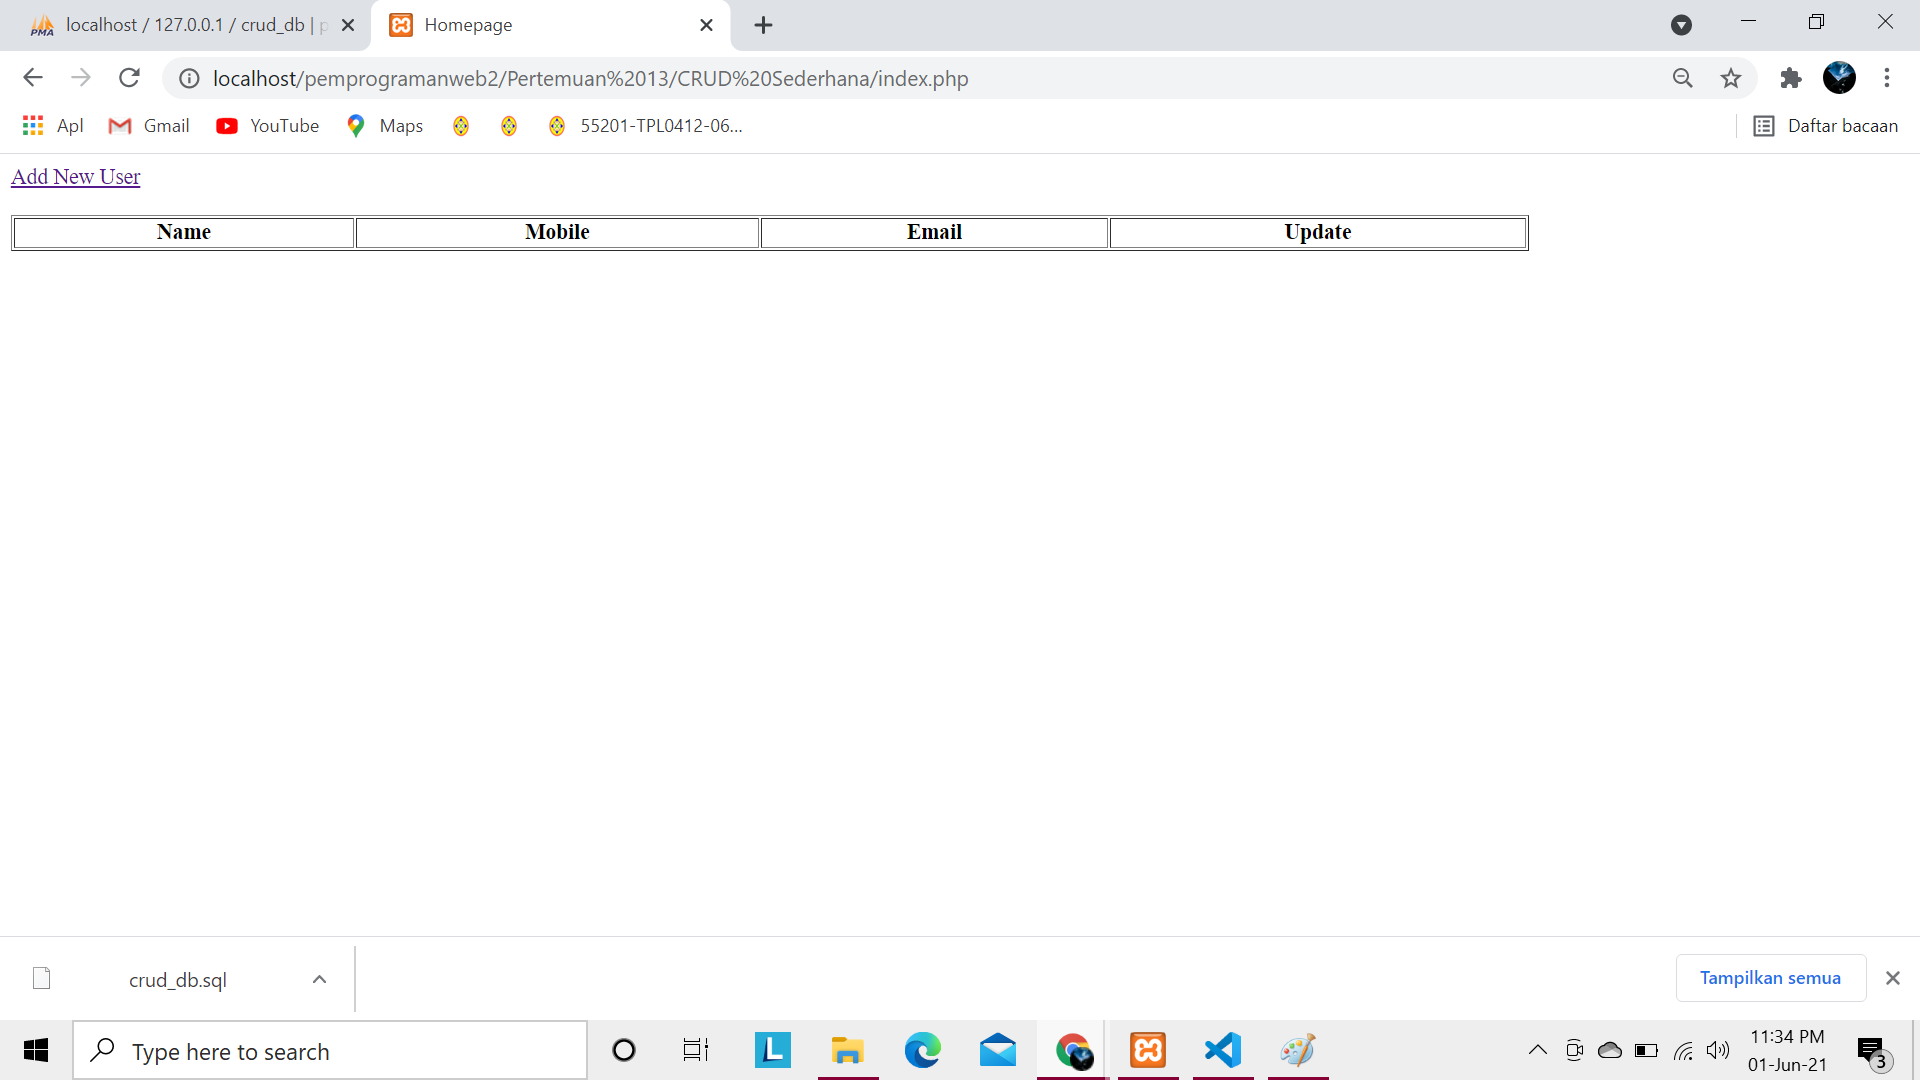 localhost / 127.0.0.1 / crud_db | p
Homepage
localhost/pemprogramanweb2/Pertemuan%2013/CRUD%20Sederhana/index.php
Apl
Gmail
YouTube
Maps
55201-TPL0412-06...
Daftar bacaan
Add New User
Name Mobile Email Update
crud_db.sql
Tampilkan semua
Type here to search
11:34 PM
01-Jun-21
3